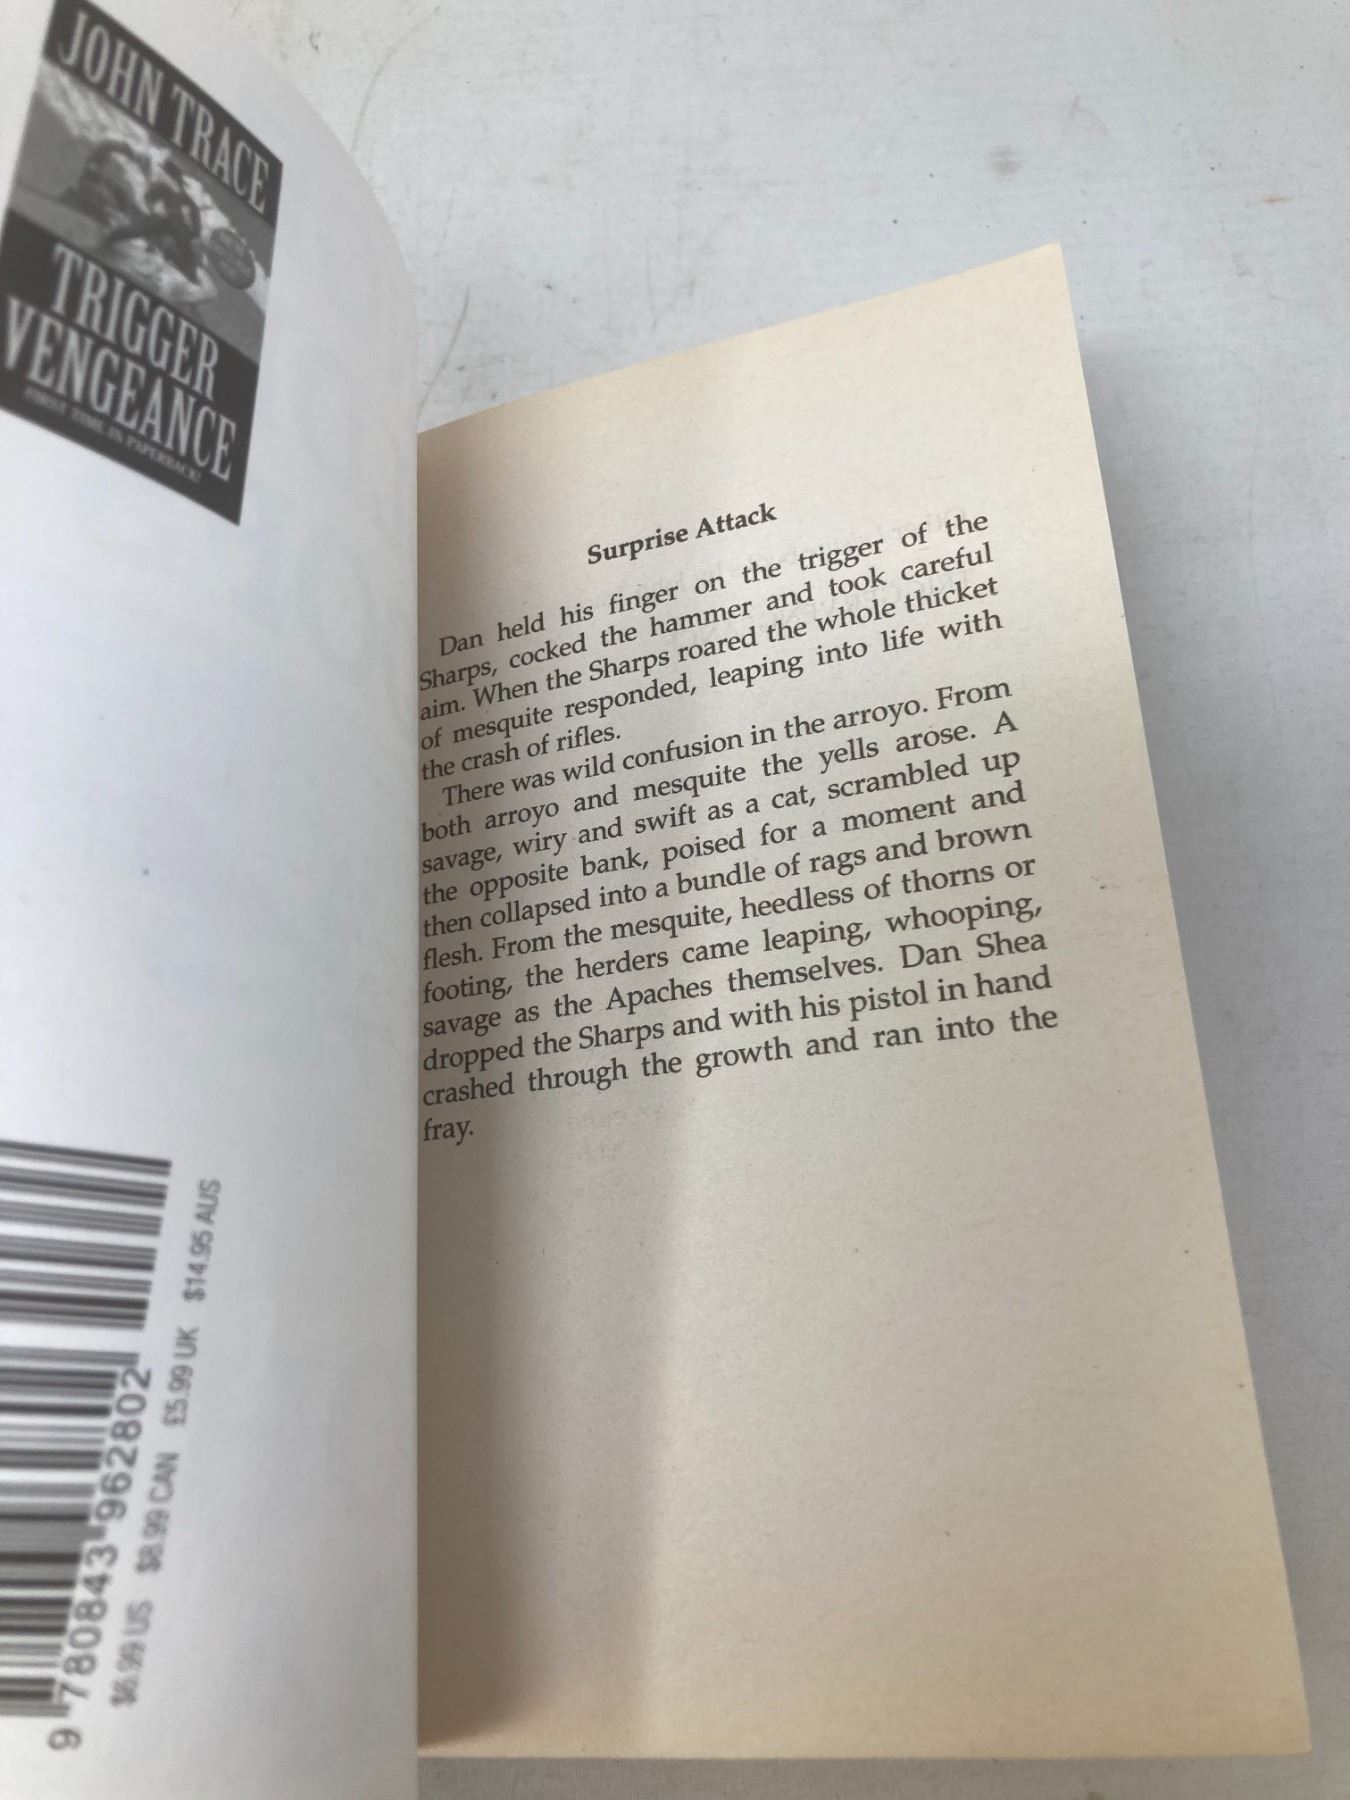 JOHN TRACE
TRIGGER
VENGEANCE
FIRST TIME IN PAPERBACK!
9 780843 962802
$6.99 US $8.99 CAN £5.99 UK $14.95 AUS
Surprise Attack
Dan held his finger on the trigger of the
Sharps, cocked the hammer and took careful
aim. When the Sharps roared the whole thicket
of mesquite responded, leaping into life with
the crash of rifles.
There was wild confusion in the arroyo. From
both arroyo and mesquite the yells arose. A
savage, wiry and swift as a cat, scrambled up
the opposite bank, poised for a moment and
then collapsed into a bundle of rags and brown
flesh. From the mesquite, heedless of thorns or
footing, the herders came leaping, whooping,
savage as the Apaches themselves. Dan Shea
dropped the Sharps and with his pistol in hand
crashed through the growth and ran into the
fray.